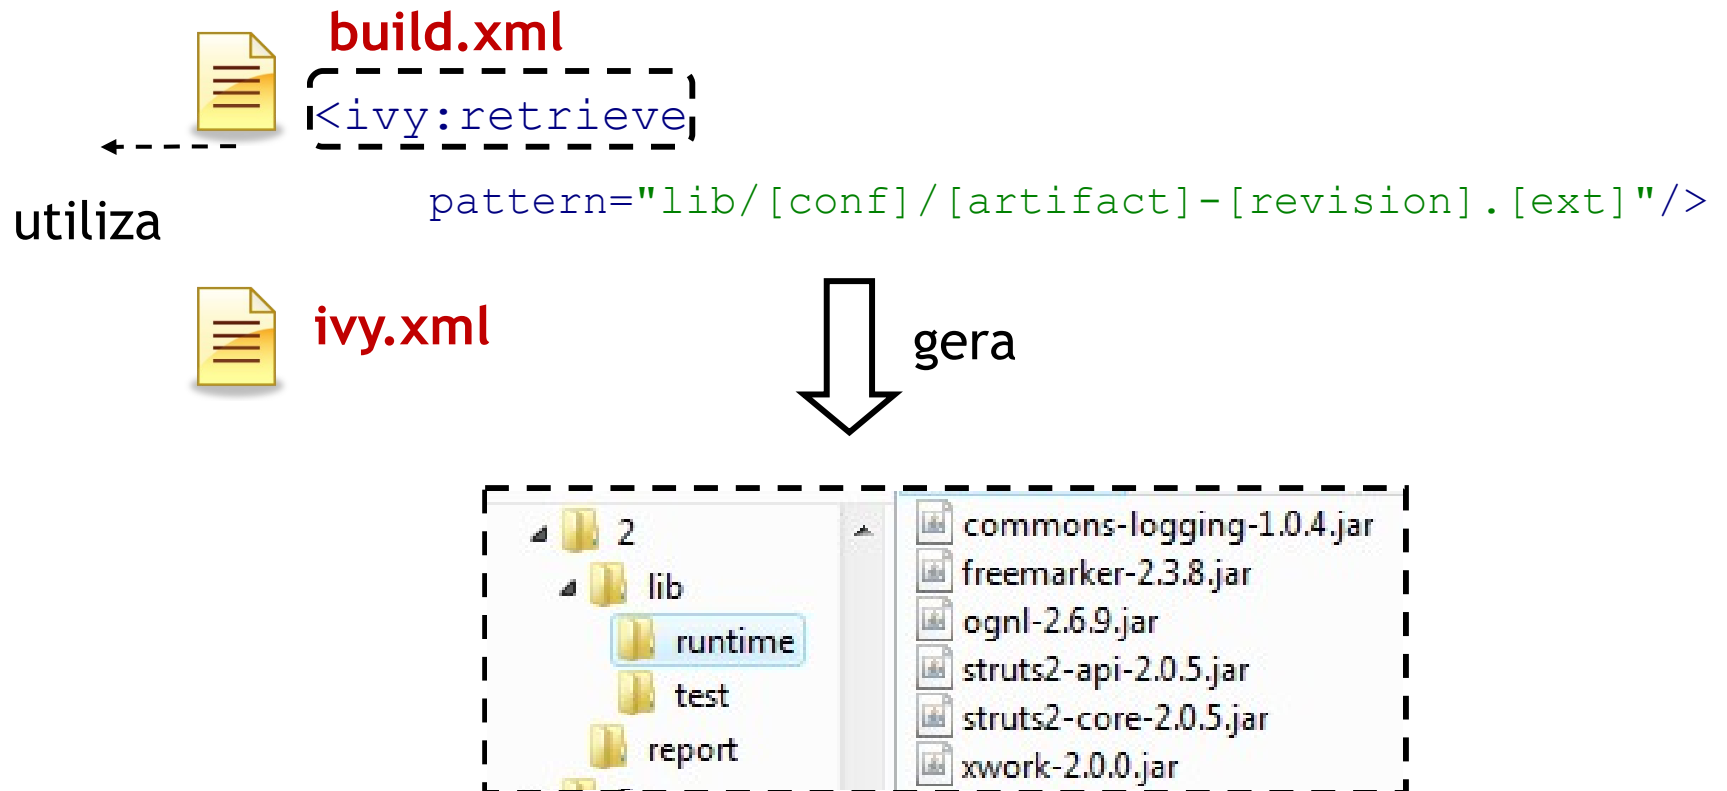 build.xml
<ivy:retrieve
pattern="lib/[conf]/[artifact]-[revision].[ext]"/>
utiliza
ivy.xml
gera
2
lib
runtime
test
report
commons-logging-1.0.4.jar
freemarker-2.3.8.jar
ognl-2.6.9.jar
struts2-api-2.0.5.jar
struts2-core-2.0.5.jar
xwork-2.0.0.jar